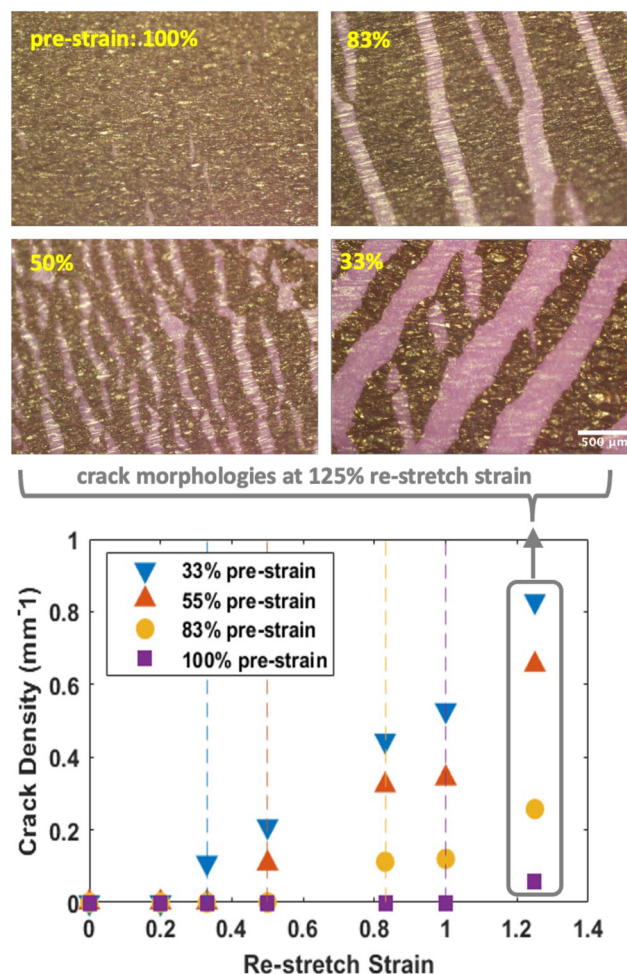 pre-strain: 100%
83%
50%
33%
500 µm
crack morphologies at 125% re-stretch strain
1
0.8
0.6
0.4
0.2
0
33% pre-strain
55% pre-strain
83% pre-strain
100% pre-strain
Crack Density (mm⁻¹)
0 0.2 0.4 0.6 0.8 1 1.2 1.4
Re-stretch Strain